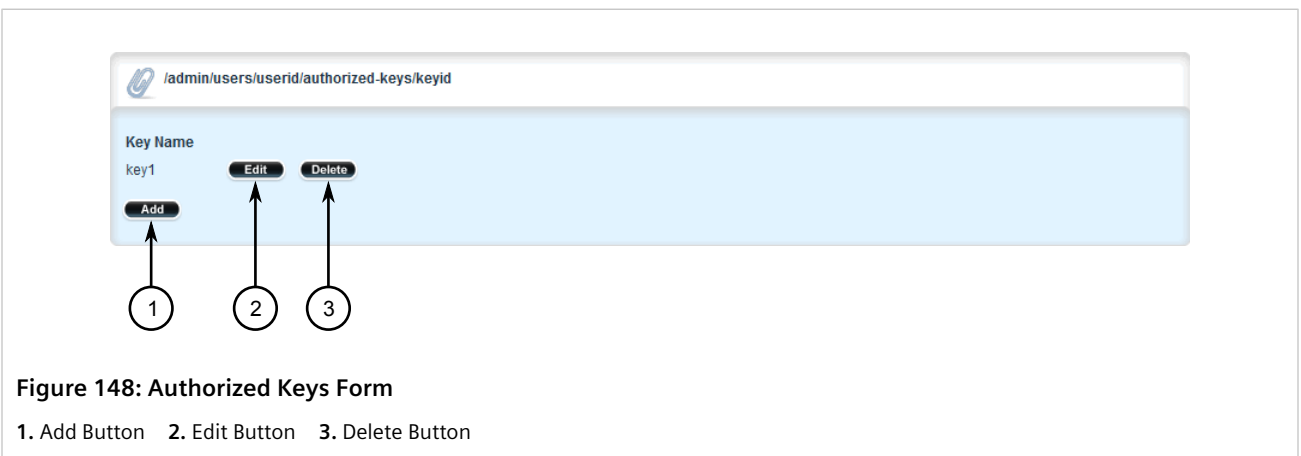 /admin/users/userid/authorized-keys/keyid
Key Name
key1 Edit Delete
Add
1 2 3
Figure 148: Authorized Keys Form
1. Add Button 2. Edit Button 3. Delete Button